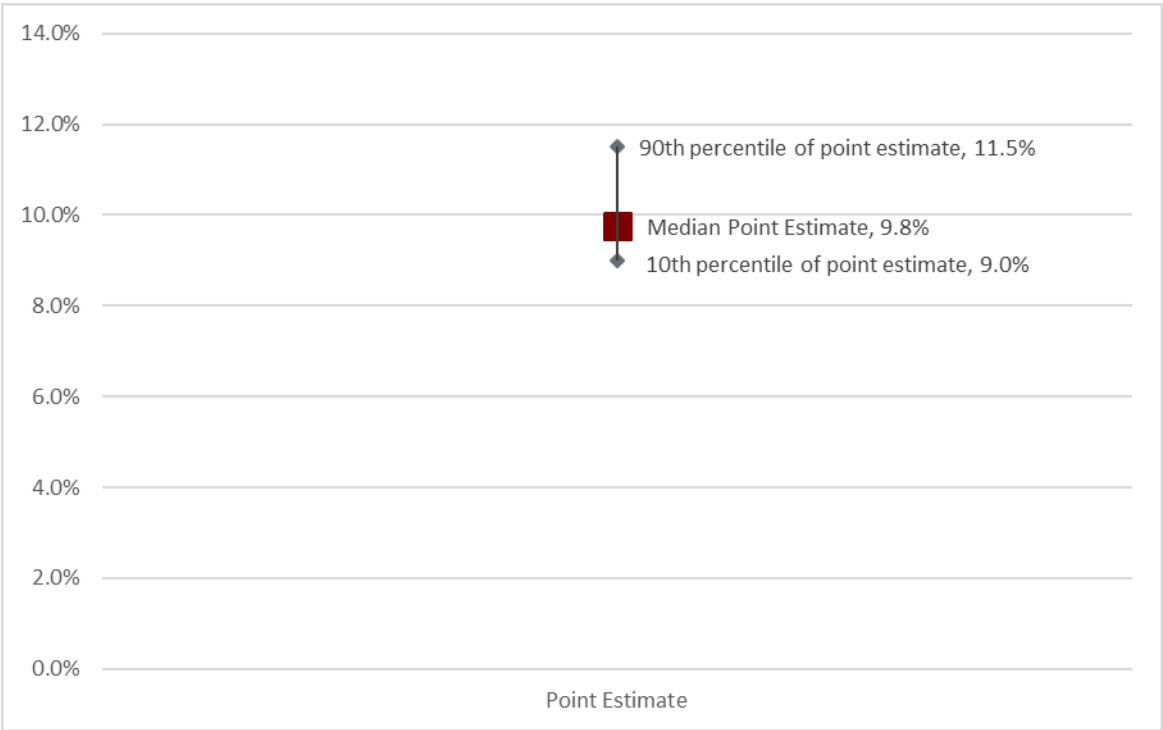 14.0%
12.0%
90th percentile of point estimate, 11.5%
10.0%
Median Point Estimate, 9.8%
10th percentile of point estimate, 9.0%
8.0%
6.0%
4.0%
2.0%
0.0%
Point Estimate